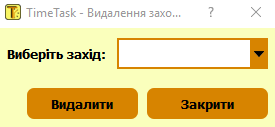 TimeTask - Видалення захо...
Виберіть захід:
Видалити Закрити